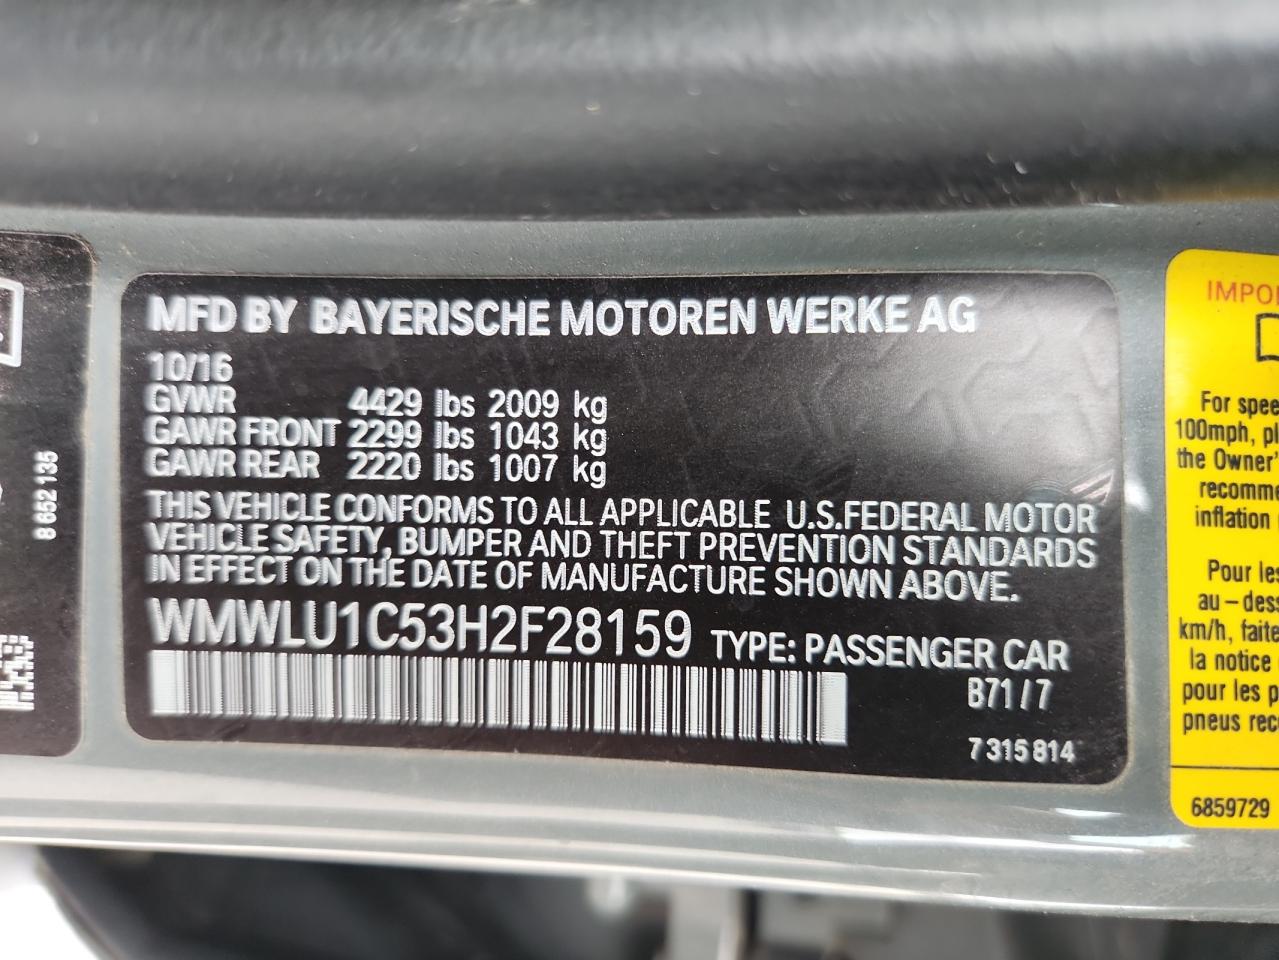 8 652 135
MFD BY BAYERISCHE MOTOREN WERKE AG
10/16
GVWR 4429 lbs 2009 kg
GAWR FRONT 2299 lbs 1043 kg
GAWR REAR 2220 lbs 1007 kg
THIS VEHICLE CONFORMS TO ALL APPLICABLE U.S.FEDERAL MOTOR
VEHICLE SAFETY, BUMPER AND THEFT PREVENTION STANDARDS
IN EFFECT ON THE DATE OF MANUFACTURE SHOWN ABOVE.
WMWLU1C53H2F28159 TYPE: PASSENGER CAR
B71/7
7 315 814
IMPO
For spee
100mph, pl
the Owner'
recomme
inflation
Pour les
au – dess
km/h, faite
la notice
pour les p
pneus reco
6859729